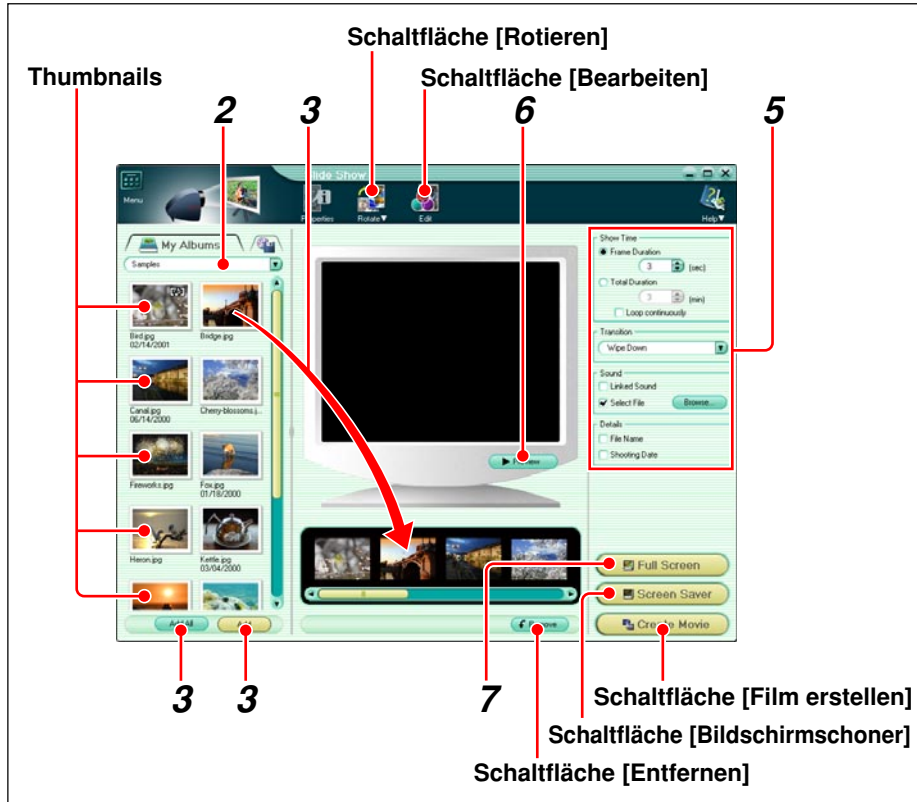 Schaltfläche [Rotieren]
Thumbnails
Schaltfläche [Bearbeiten]
2
3
6
5
Slide Show
Menu
Properties
Rotate▼
Edit
Help▼
My Albums
Samples
Bird.jpg
02/14/2001
Bridge.jpg
Canal.jpg
06/14/2000
Cherry-blossoms.j...
Fireworks.jpg
Fox.jpg
01/18/2000
Heron.jpg
Kettle.jpg
03/04/2000
Add All
Add
Preview
Remove
Show Time
Frame Duration
3 (sec)
Total Duration
3 (min)
Loop continuously
Transition
Wipe Down
Sound
Linked Sound
Select File
Browse...
Details
File Name
Shooting Date
Full Screen
Screen Saver
Create Movie
3
3
7
Schaltfläche [Film erstellen]
Schaltfläche [Bildschirmschoner]
Schaltfläche [Entfernen]